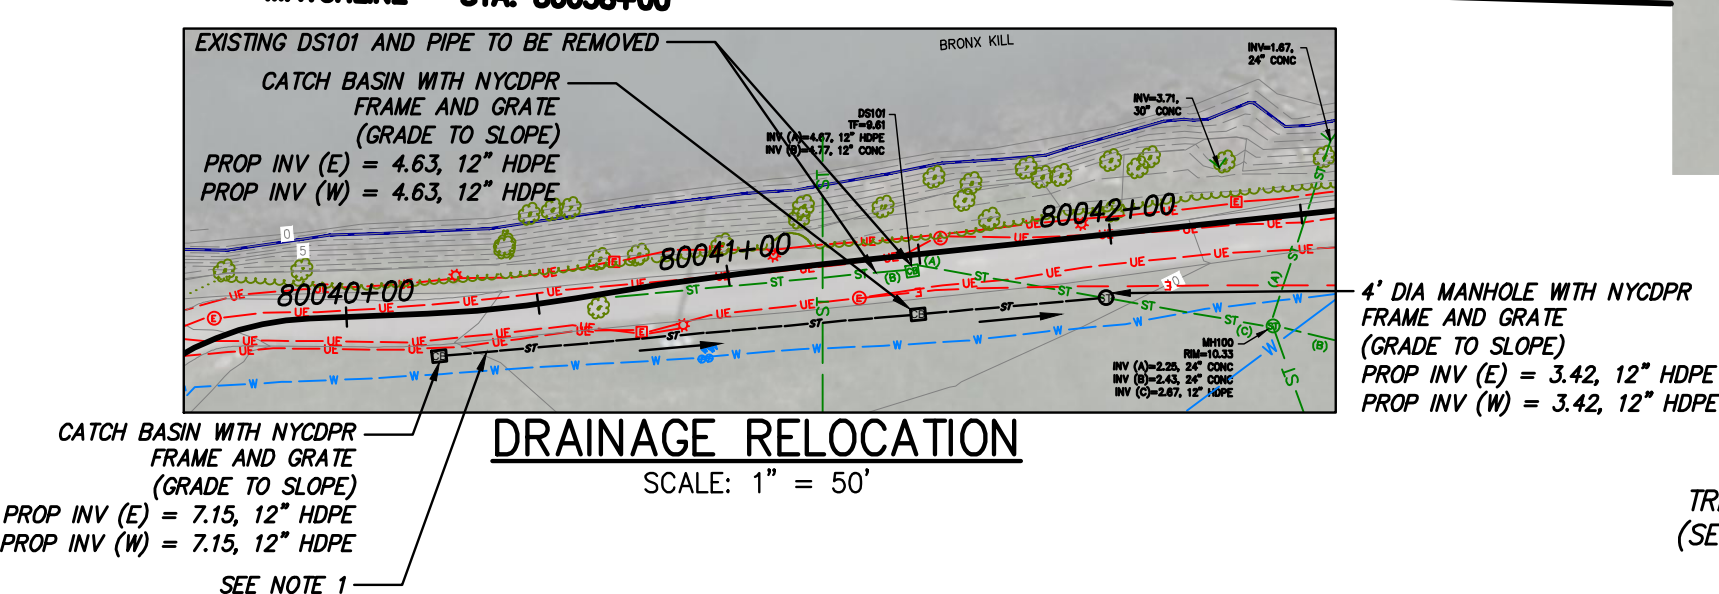 EXISTING DS101 AND PIPE TO BE REMOVED
BRONX KILL
INV=1.67,
24" CONC
CATCH BASIN WITH NYCDPR
FRAME AND GRATE
(GRADE TO SLOPE)
PROP INV (E) = 4.63, 12" HDPE
PROP INV (W) = 4.63, 12" HDPE
INV=3.71,
30" CONC
DS101
TF=9.61
INV (A)=4.67, 12" HDPE
INV (B)=4.77, 12" CONC
0
5
80040+00
80041+00
80042+00
UE
ST
W
E
CB
(A)
(B)
(C)
MH100
RIM=10.33
INV (A)=2.25, 24" CONC
INV (B)=2.43, 24" CONC
INV (C)=2.67, 12" HDPE
4' DIA MANHOLE WITH NYCDPR
FRAME AND GRATE
(GRADE TO SLOPE)
PROP INV (E) = 3.42, 12" HDPE
PROP INV (W) = 3.42, 12" HDPE
DRAINAGE RELOCATION
SCALE: 1" = 50'
CATCH BASIN WITH NYCDPR
FRAME AND GRATE
(GRADE TO SLOPE)
PROP INV (E) = 7.15, 12" HDPE
PROP INV (W) = 7.15, 12" HDPE
SEE NOTE 1